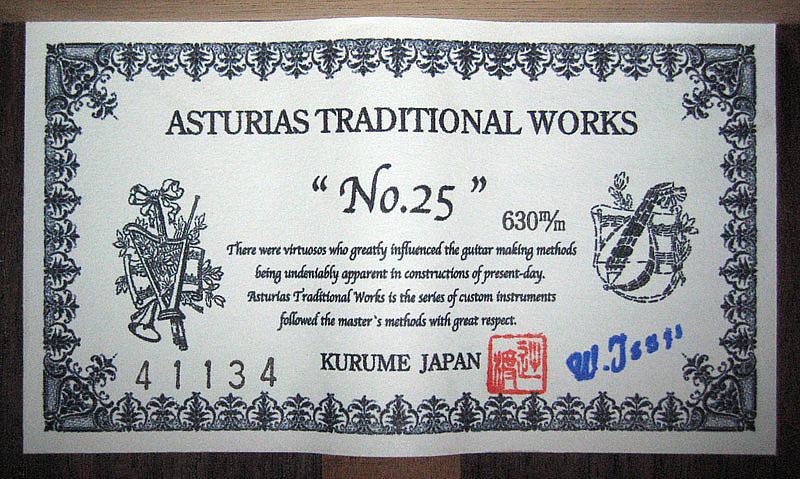 ASTURIAS TRADITIONAL WORKS
“ No.25 ”
630m/m
There were virtuosos who greatly influenced the guitar making methods
being undeniably apparent in constructions of present-day.
Asturias Traditional Works is the series of custom instruments
followed the master`s methods with great respect.
41134
KURUME JAPAN
W.